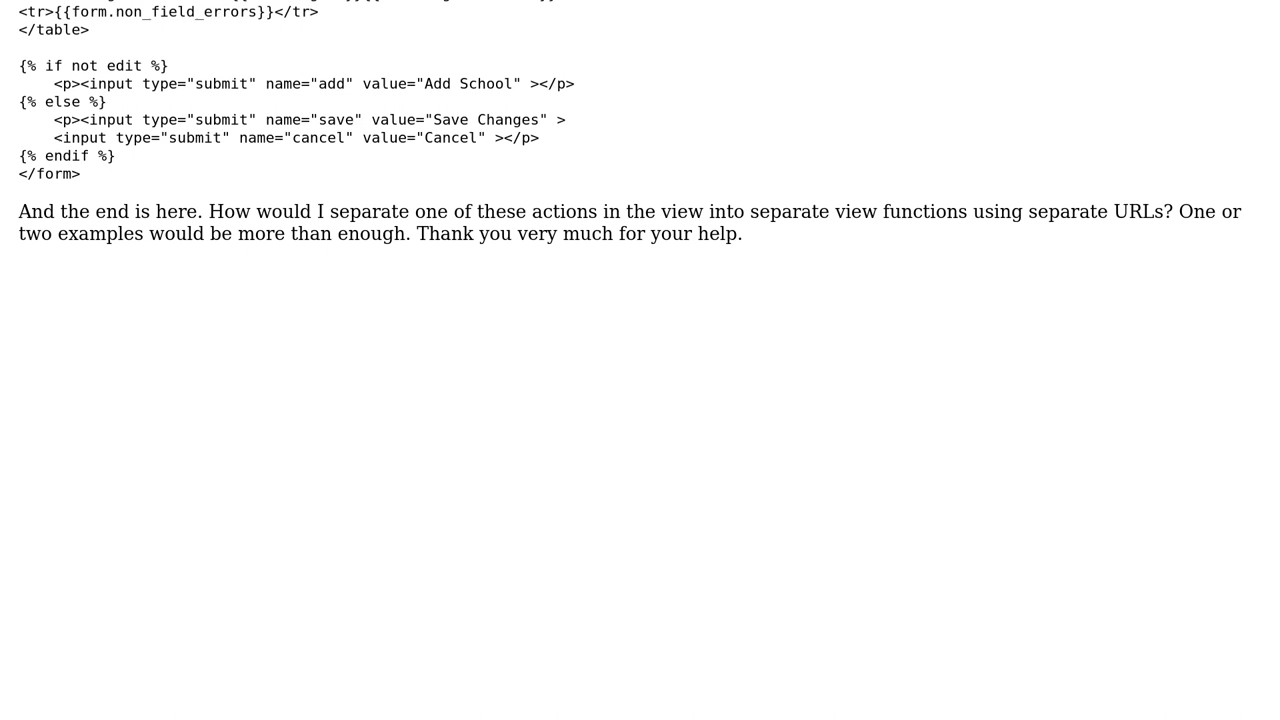 <tr>{{form.non_field_errors}}</tr>
</table>
{% if not edit %}
    <p><input type="submit" name="add" value="Add School" ></p>
{% else %}
    <p><input type="submit" name="save" value="Save Changes" >
    <input type="submit" name="cancel" value="Cancel" ></p>
{% endif %}
</form>
And the end is here. How would I separate one of these actions in the view into separate view functions using separate URLs? One or
two examples would be more than enough. Thank you very much for your help.